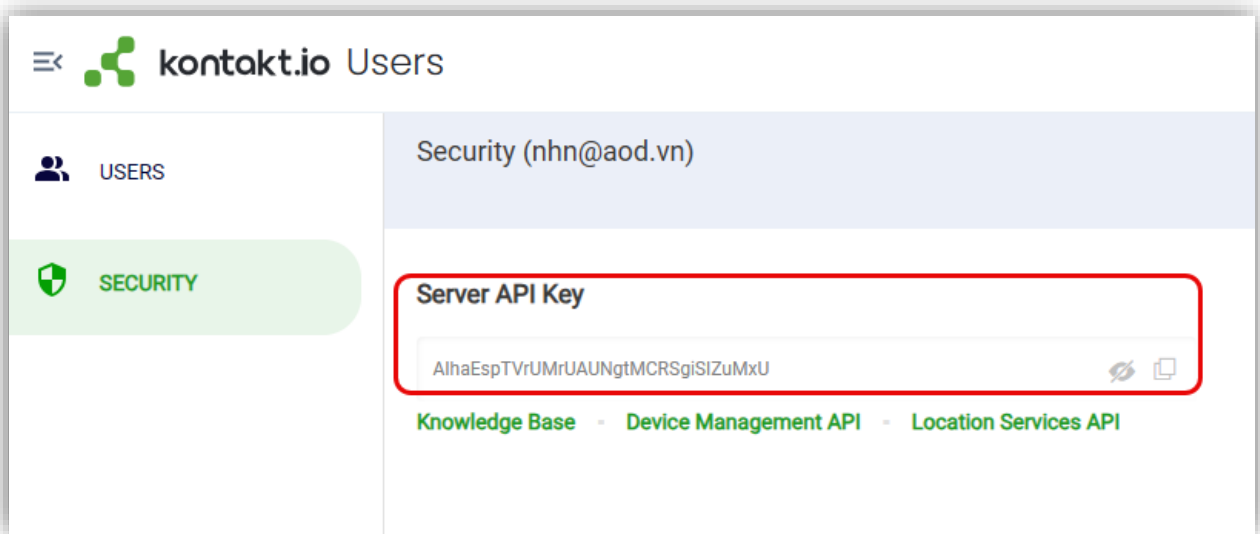 kontakt.io Users
Security (nhn@aod.vn)
USERS
SECURITY
Server API Key
Knowledge Base - Device Management API - Location Services API